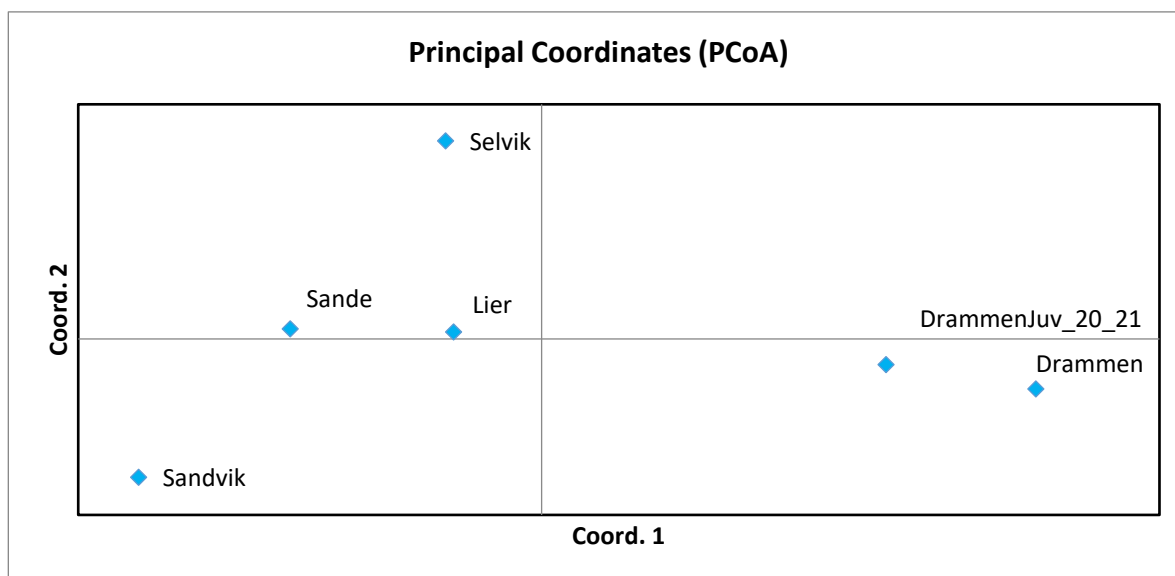 Principal Coordinates (PCoA)
Selvik
Sande
Lier
DrammenJuv_20_21
Drammen
Sandvik
Coord. 2
Coord. 1